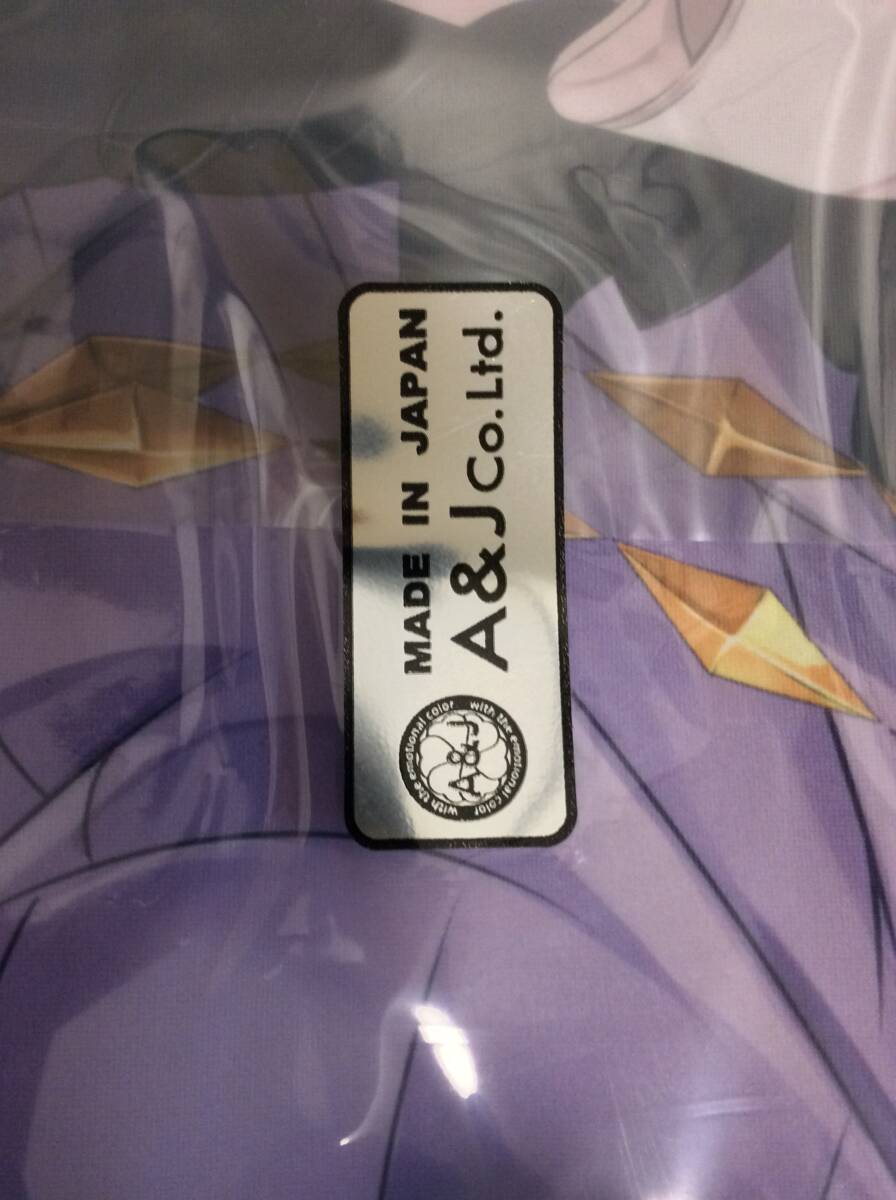 MADE IN JAPAN
A&J Co.Ltd.
with the emotional color with the emotional color
A&J